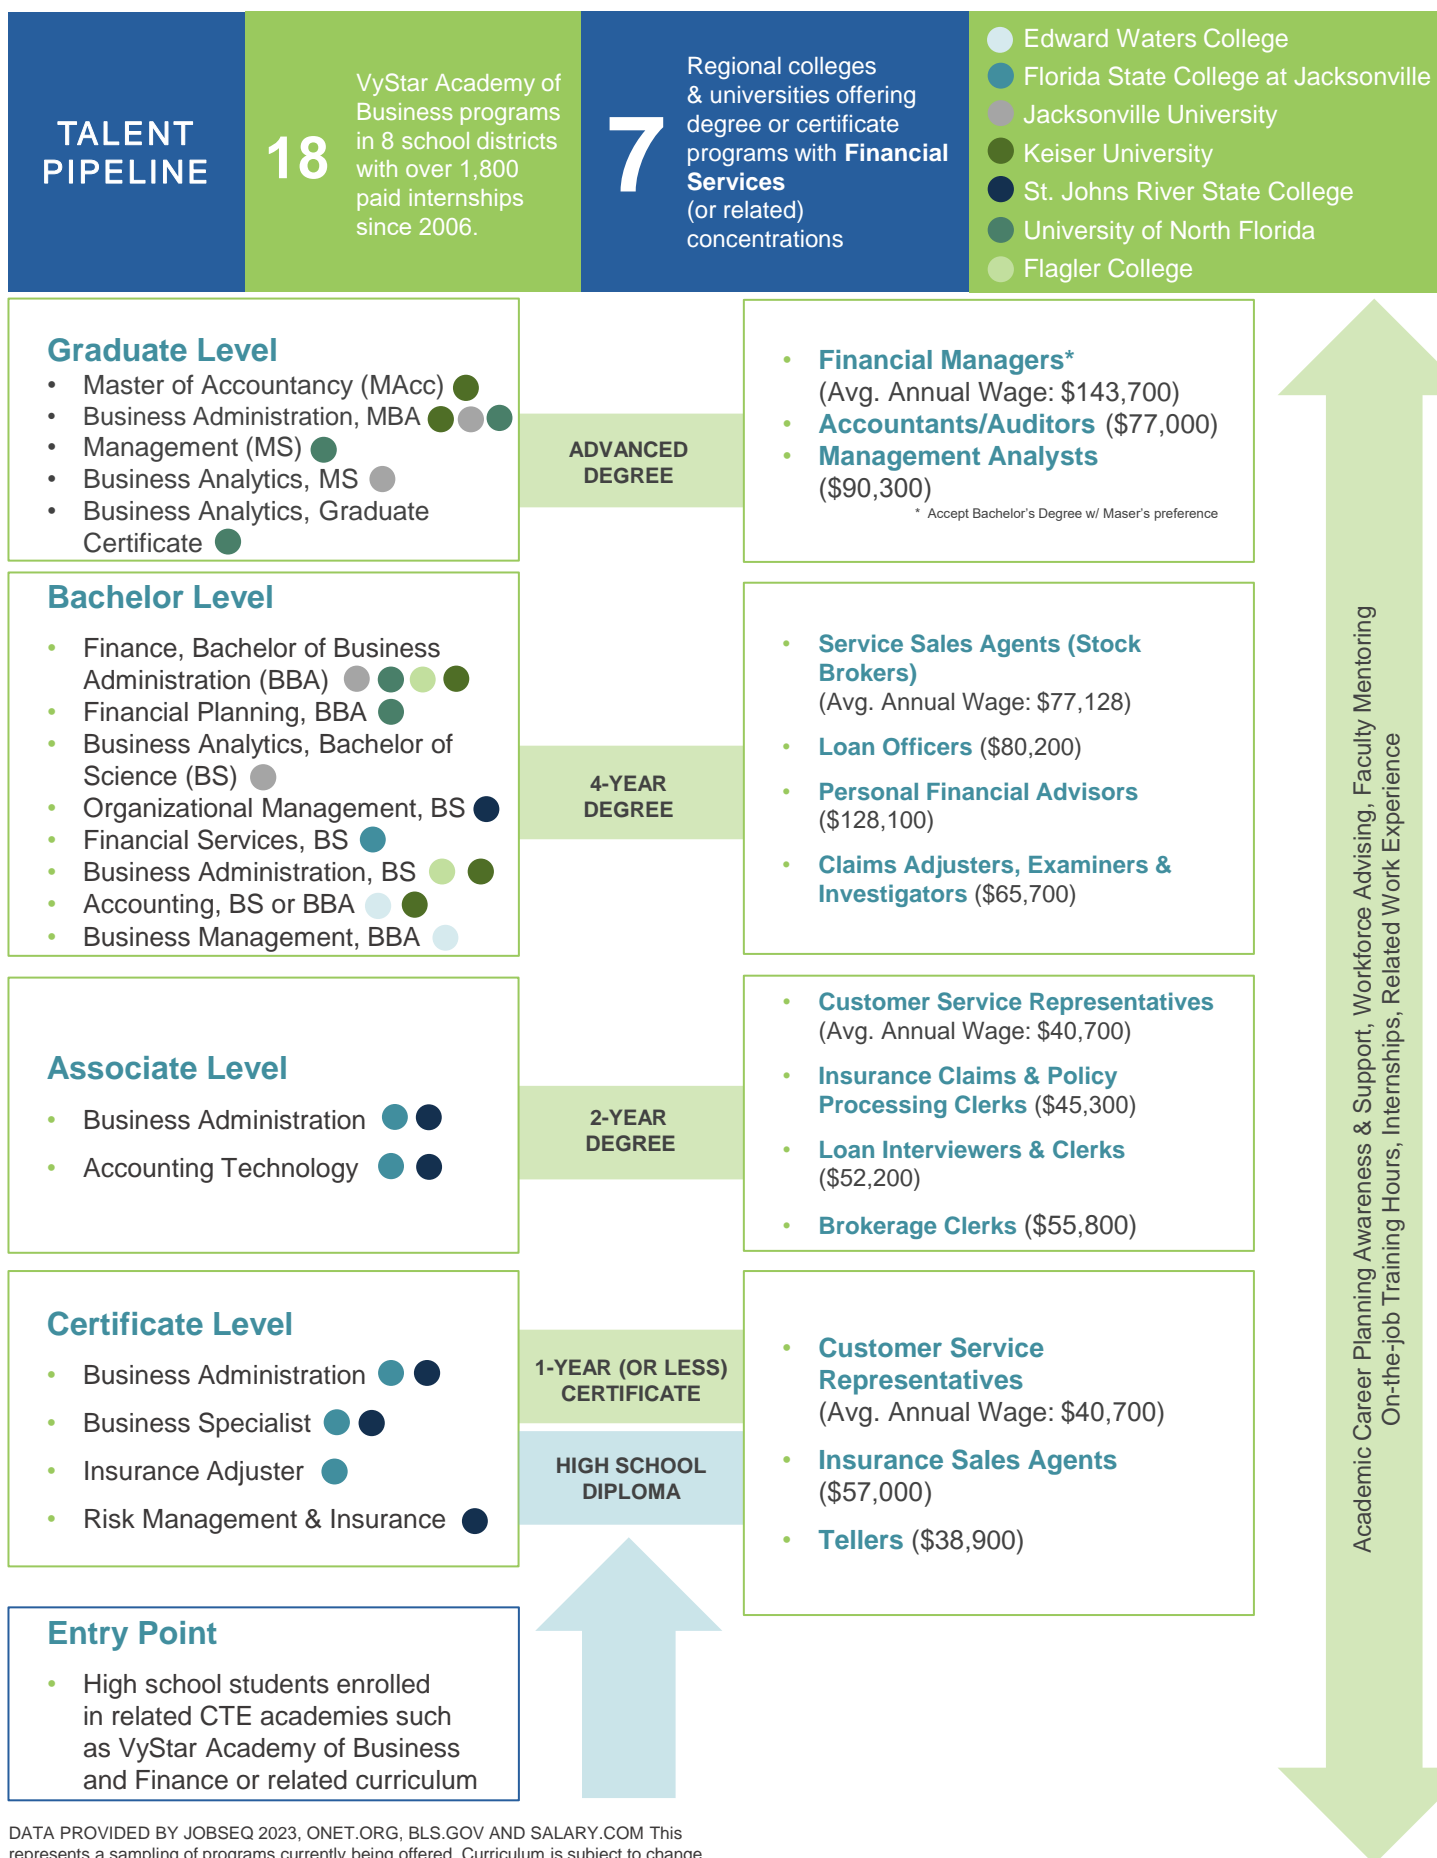 TALENT
PIPELINE
18
VyStar Academy of
Business programs
in 8 school districts
with over 1,800
paid internships
since 2006.
7
Regional colleges
& universities offering
degree or certificate
programs with Financial
Services
(or related)
concentrations
Edward Waters College
Florida State College at Jacksonville
Jacksonville University
Keiser University
St. Johns River State College
University of North Florida
Flagler College
Graduate Level
• Master of Accountancy (MAcc)
• Business Administration, MBA
• Management (MS)
• Business Analytics, MS
• Business Analytics, Graduate
Certificate
ADVANCED
DEGREE
• Financial Managers*
(Avg. Annual Wage: $143,700)
• Accountants/Auditors ($77,000)
• Management Analysts
($90,300)
* Accept Bachelor's Degree w/ Maser's preference
Bachelor Level
• Finance, Bachelor of Business
Administration (BBA)
• Financial Planning, BBA
• Business Analytics, Bachelor of
Science (BS)
• Organizational Management, BS
• Financial Services, BS
• Business Administration, BS
• Accounting, BS or BBA
• Business Management, BBA
4-YEAR
DEGREE
• Service Sales Agents (Stock
Brokers)
(Avg. Annual Wage: $77,128)
• Loan Officers ($80,200)
• Personal Financial Advisors
($128,100)
• Claims Adjusters, Examiners &
Investigators ($65,700)
Associate Level
• Business Administration
• Accounting Technology
2-YEAR
DEGREE
• Customer Service Representatives
(Avg. Annual Wage: $40,700)
• Insurance Claims & Policy
Processing Clerks ($45,300)
• Loan Interviewers & Clerks
($52,200)
• Brokerage Clerks ($55,800)
Certificate Level
• Business Administration
• Business Specialist
• Insurance Adjuster
• Risk Management & Insurance
1-YEAR (OR LESS)
CERTIFICATE
HIGH SCHOOL
DIPLOMA
• Customer Service
Representatives
(Avg. Annual Wage: $40,700)
• Insurance Sales Agents
($57,000)
• Tellers ($38,900)
Entry Point
• High school students enrolled
in related CTE academies such
as VyStar Academy of Business
and Finance or related curriculum
Academic Career Planning Awareness & Support, Workforce Advising, Faculty Mentoring
On-the-job Training Hours, Internships, Related Work Experience
DATA PROVIDED BY JOBSEQ 2023, ONET.ORG, BLS.GOV AND SALARY.COM This
represents a sampling of programs currently being offered. Curriculum is subject to change